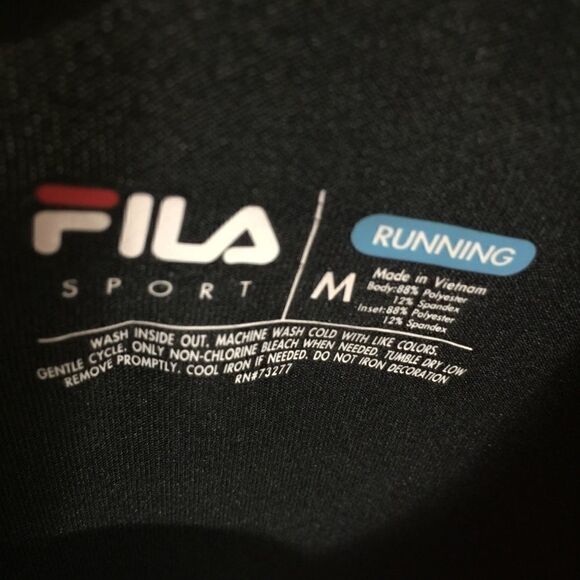 FILA
SPORT
M
RUNNING
Made in Vietnam
Body:88% Polyester
12% Spandex
Inset:88% Polyester
12% Spandex
WASH INSIDE OUT. MACHINE WASH COLD WITH LIKE COLORS,
GENTLE CYCLE. ONLY NON-CHLORINE BLEACH WHEN NEEDED. TUMBLE DRY LOW
REMOVE PROMPTLY. COOL IRON IF NEEDED. DO NOT IRON DECORATION
RN#73277